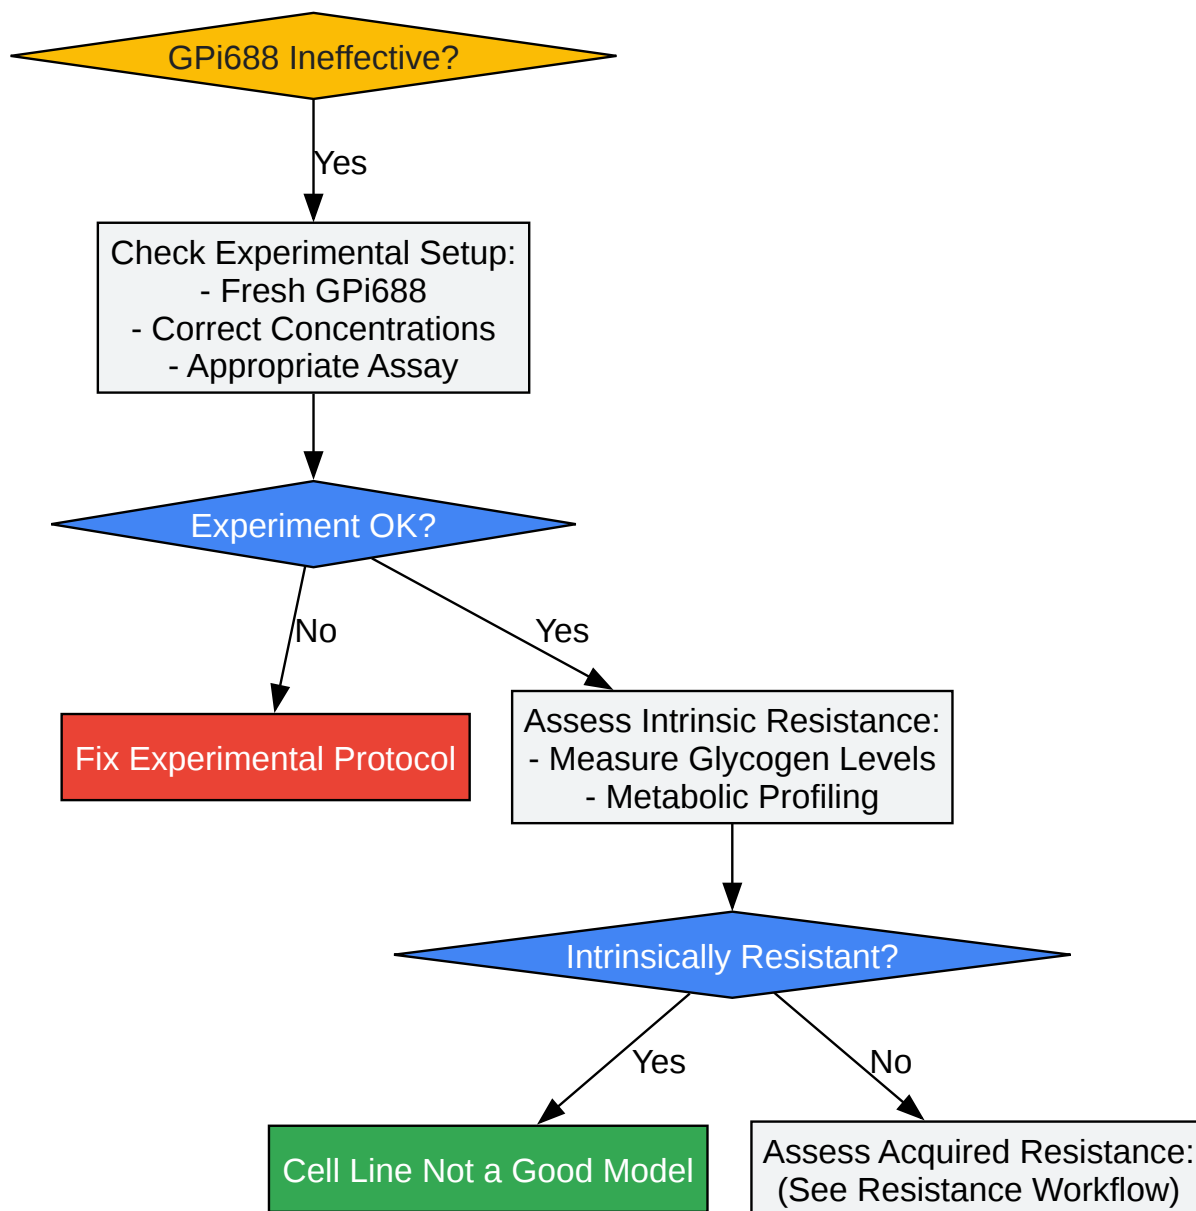 GPi688 Ineffective?
Yes
Check Experimental Setup:
- Fresh GPi688
- Correct Concentrations
- Appropriate Assay
Experiment OK?
No
Yes
Fix Experimental Protocol
Assess Intrinsic Resistance:
- Measure Glycogen Levels
- Metabolic Profiling
Intrinsically Resistant?
Yes
No
Cell Line Not a Good Model
Assess Acquired Resistance:
(See Resistance Workflow)